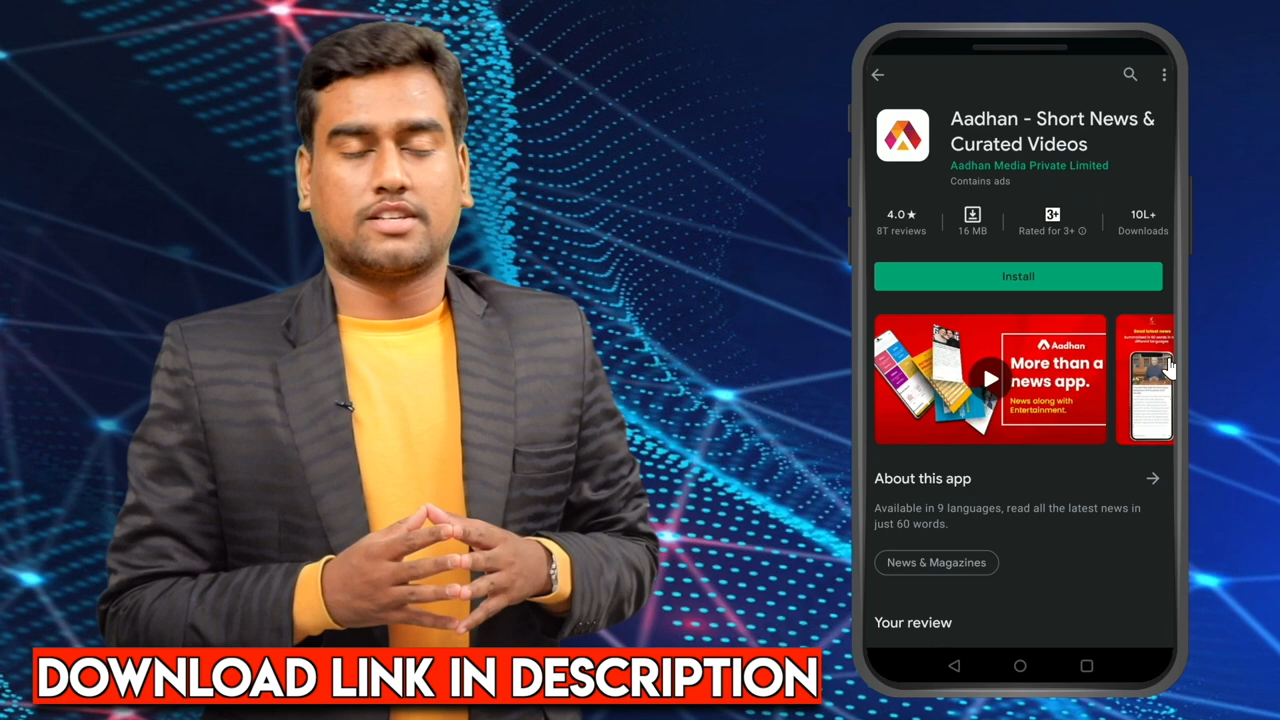 Aadhan - Short News &
Curated Videos
Aadhan Media Private Limited
Contains ads
4.0★
8T reviews
16 MB
3+
Rated for 3+
10L+
Downloads
Install
Aadhan
More than a
news app.
News along with
Entertainment.
Read latest news
About this app
Available in 9 languages, read all the latest news in
just 60 words.
News & Magazines
Your review
DOWNLOAD LINK IN DESCRIPTION